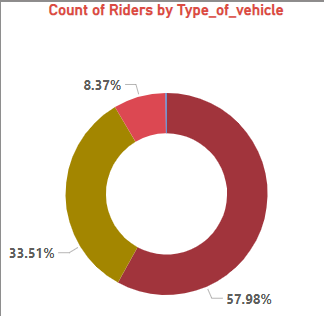 Count of Riders by Type_of_vehicle
8.37%
33.51%
57.98%